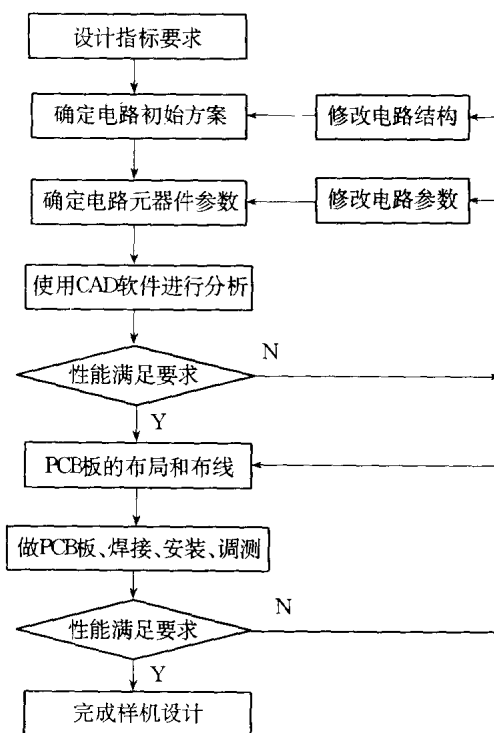 设计指标要求
确定电路初始方案
修改电路结构
确定电路元器件参数
修改电路参数
使用CAD软件进行分析
性能满足要求
N
Y
PCB板的布局和布线
做PCB板、焊接、安装、调测
性能满足要求
N
Y
完成样机设计